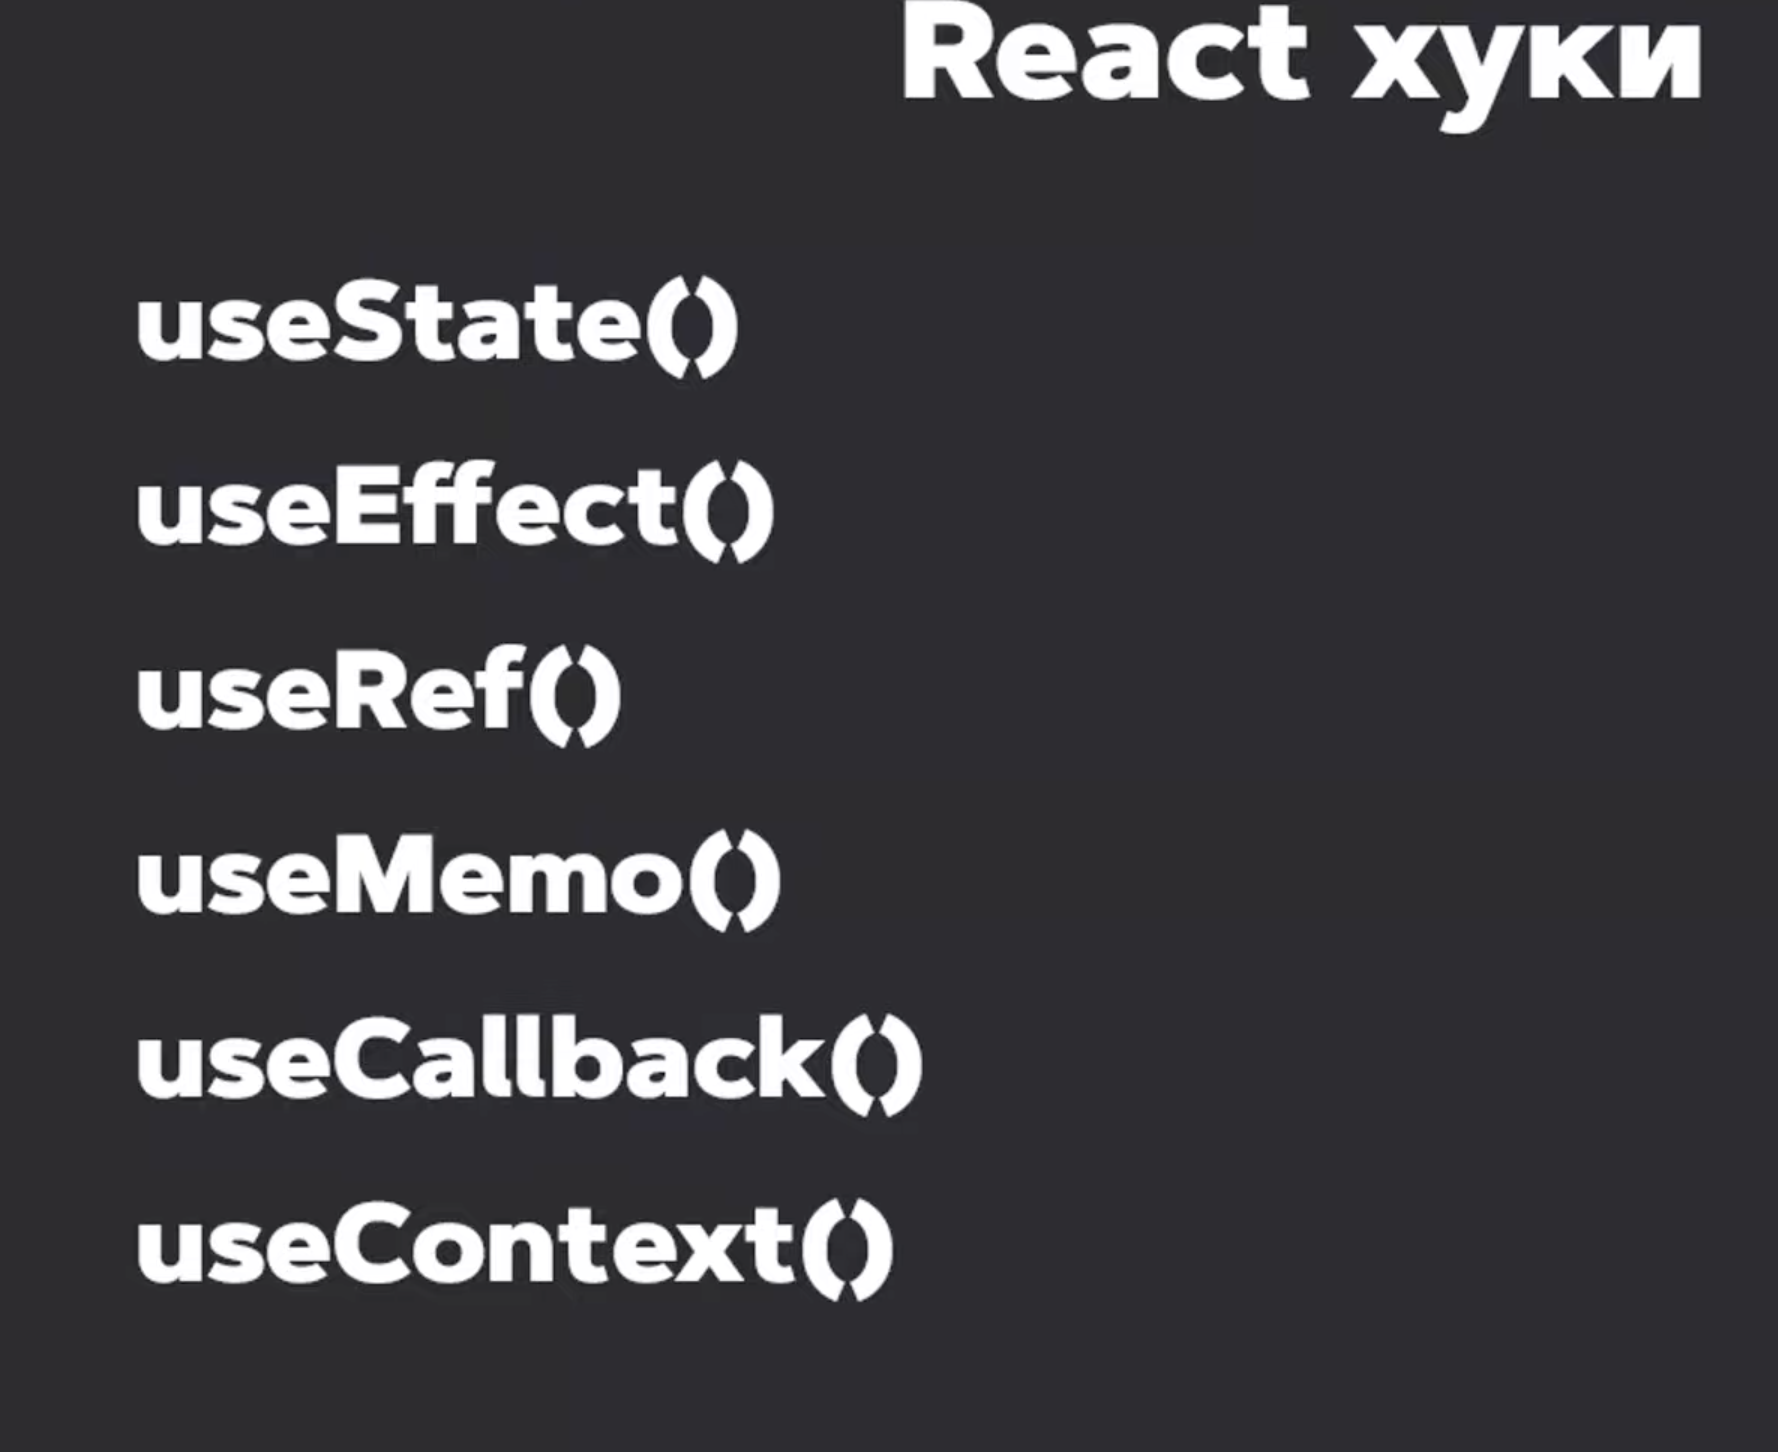 React хуки
useState()
useEffect()
useRef()
useMemo()
useCallback()
useContext()